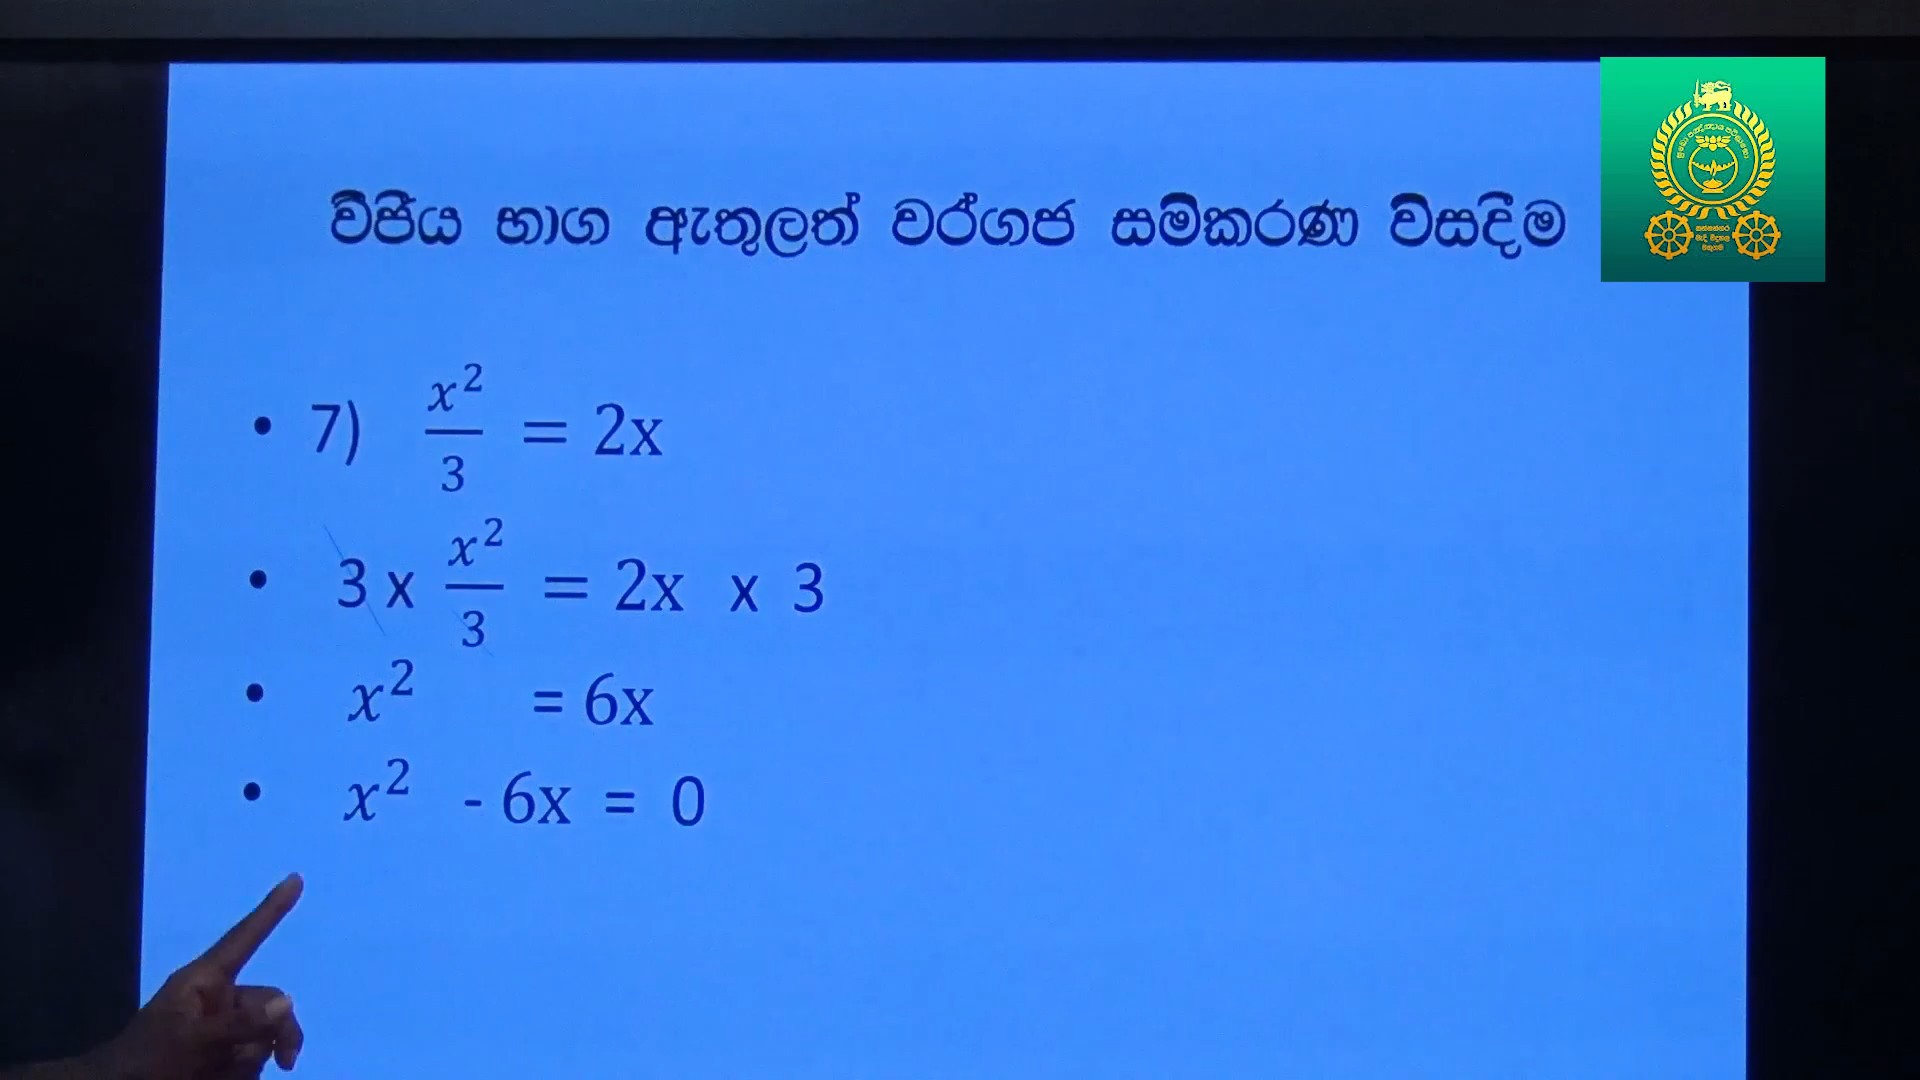 වීජීය භාග ඇතුලත් වර්ගජ සමීකරණ විසදීම
• 7) x²/3 = 2x
• 3 x x²/3 = 2x x 3
• x² = 6x
• x² - 6x = 0